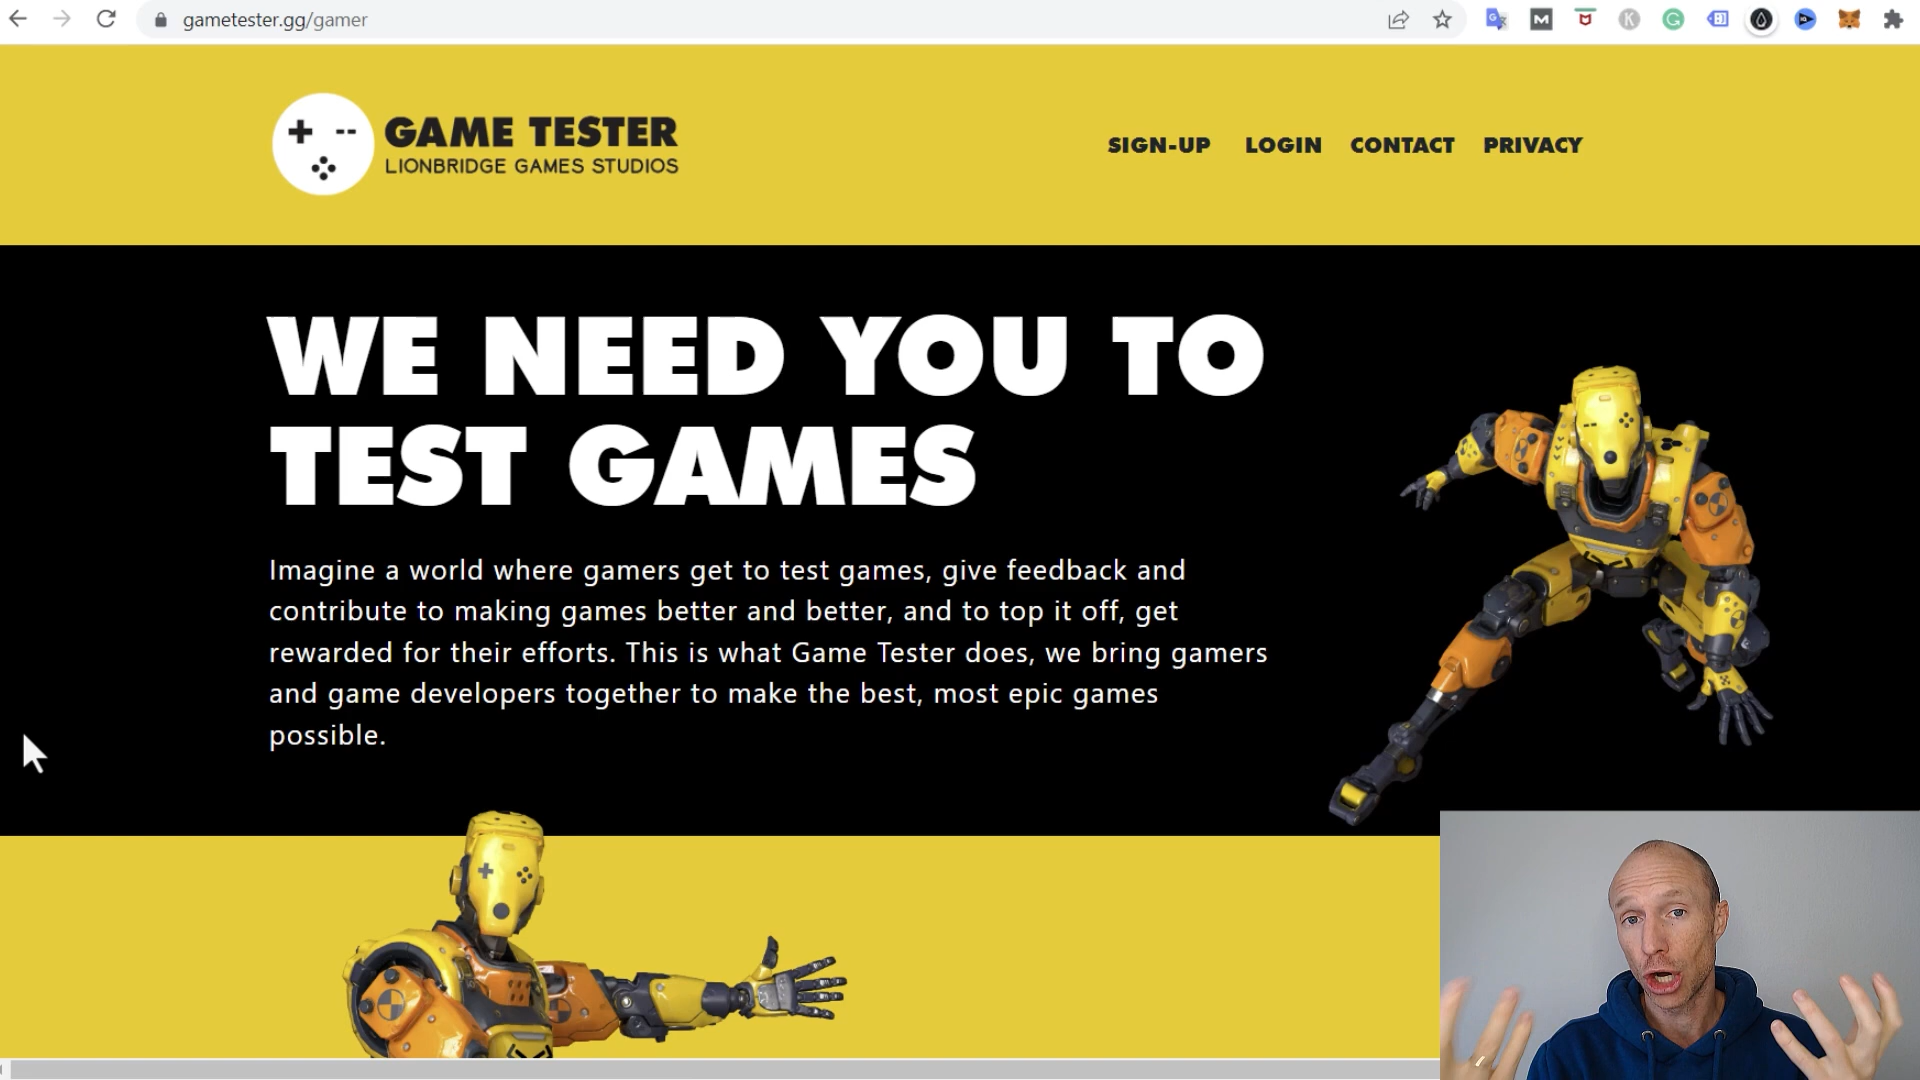 gametester.gg/gamer
GAME TESTER
LIONBRIDGE GAMES STUDIOS
SIGN-UP LOGIN CONTACT PRIVACY
WE NEED YOU TO
TEST GAMES
Imagine a world where gamers get to test games, give feedback and
contribute to making games better and better, and to top it off, get
rewarded for their efforts. This is what Game Tester does, we bring gamers
and game developers together to make the best, most epic games
possible.